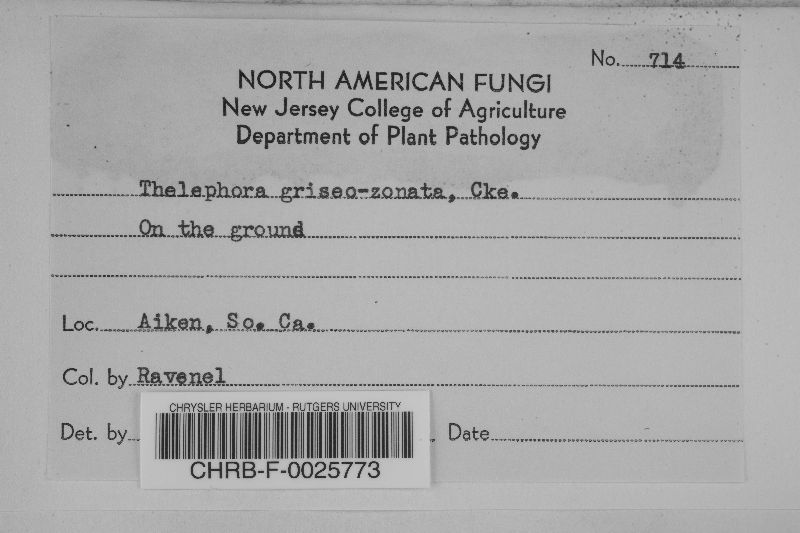 No. 714
NORTH AMERICAN FUNGI
New Jersey College of Agriculture
Department of Plant Pathology
Thelephora griseo-zonata, Cke.
On the ground
Loc. Aiken, So. Ca.
Col. by Ravenel
Det. by , Date
CHRYSLER HERBARIUM - RUTGERS UNIVERSITY
CHRB-F-0025773